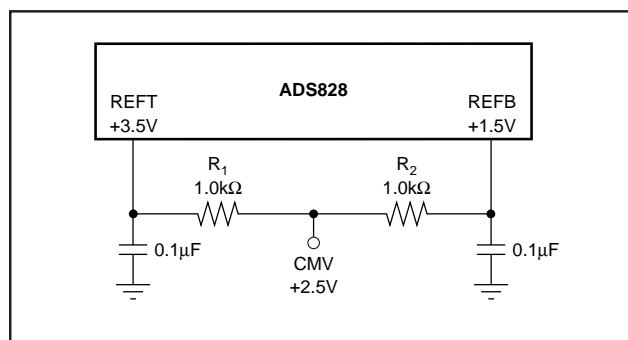 ADS828
REFT
+3.5V
REFB
+1.5V
R1
1.0kΩ
R2
1.0kΩ
0.1µF
CMV
+2.5V
0.1µF